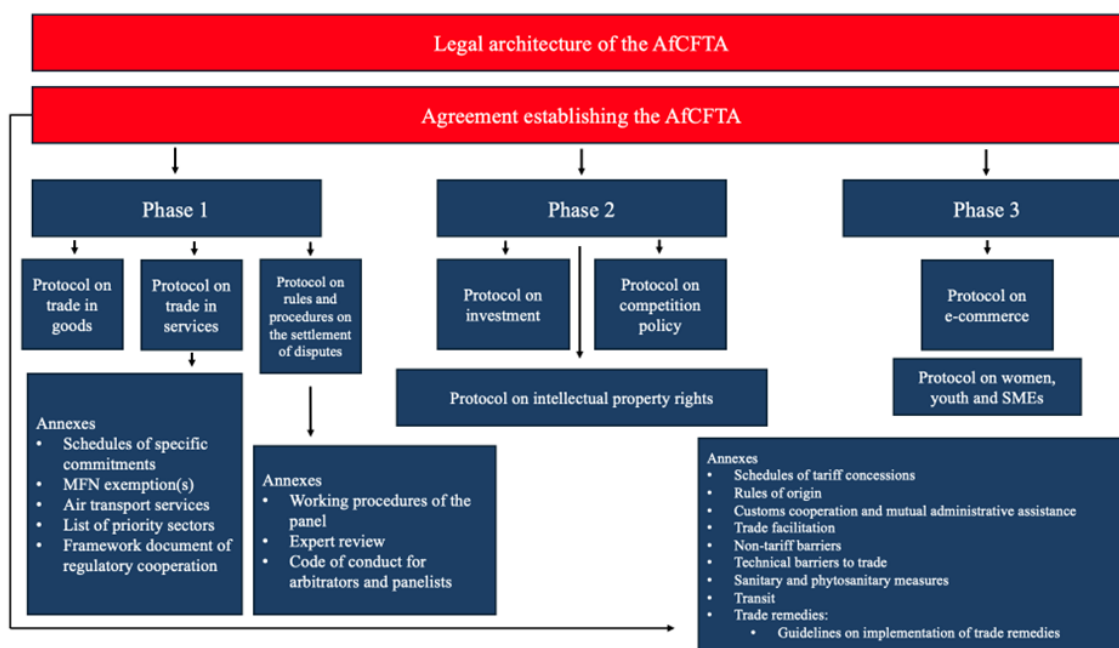 Legal architecture of the AfCFTA
Agreement establishing the AfCFTA
Phase 1
Phase 2
Phase 3
Protocol on
trade in
goods
Protocol on
trade in
services
Protocol on
rules and
procedures on
the settlement
of disputes
Protocol on
investment
Protocol on
competition
policy
Protocol on
e-commerce
Protocol on intellectual property rights
Protocol on women,
youth and SMEs
Annexes
• Schedules of specific
commitments
• MFN exemption(s)
• Air transport services
• List of priority sectors
• Framework document of
regulatory cooperation
Annexes
• Working procedures of the
panel
• Expert review
• Code of conduct for
arbitrators and panelists
Annexes
• Schedules of tariff concessions
• Rules of origin
• Customs cooperation and mutual administrative assistance
• Trade facilitation
• Non-tariff barriers
• Technical barriers to trade
• Sanitary and phytosanitary measures
• Transit
• Trade remedies:
• Guidelines on implementation of trade remedies